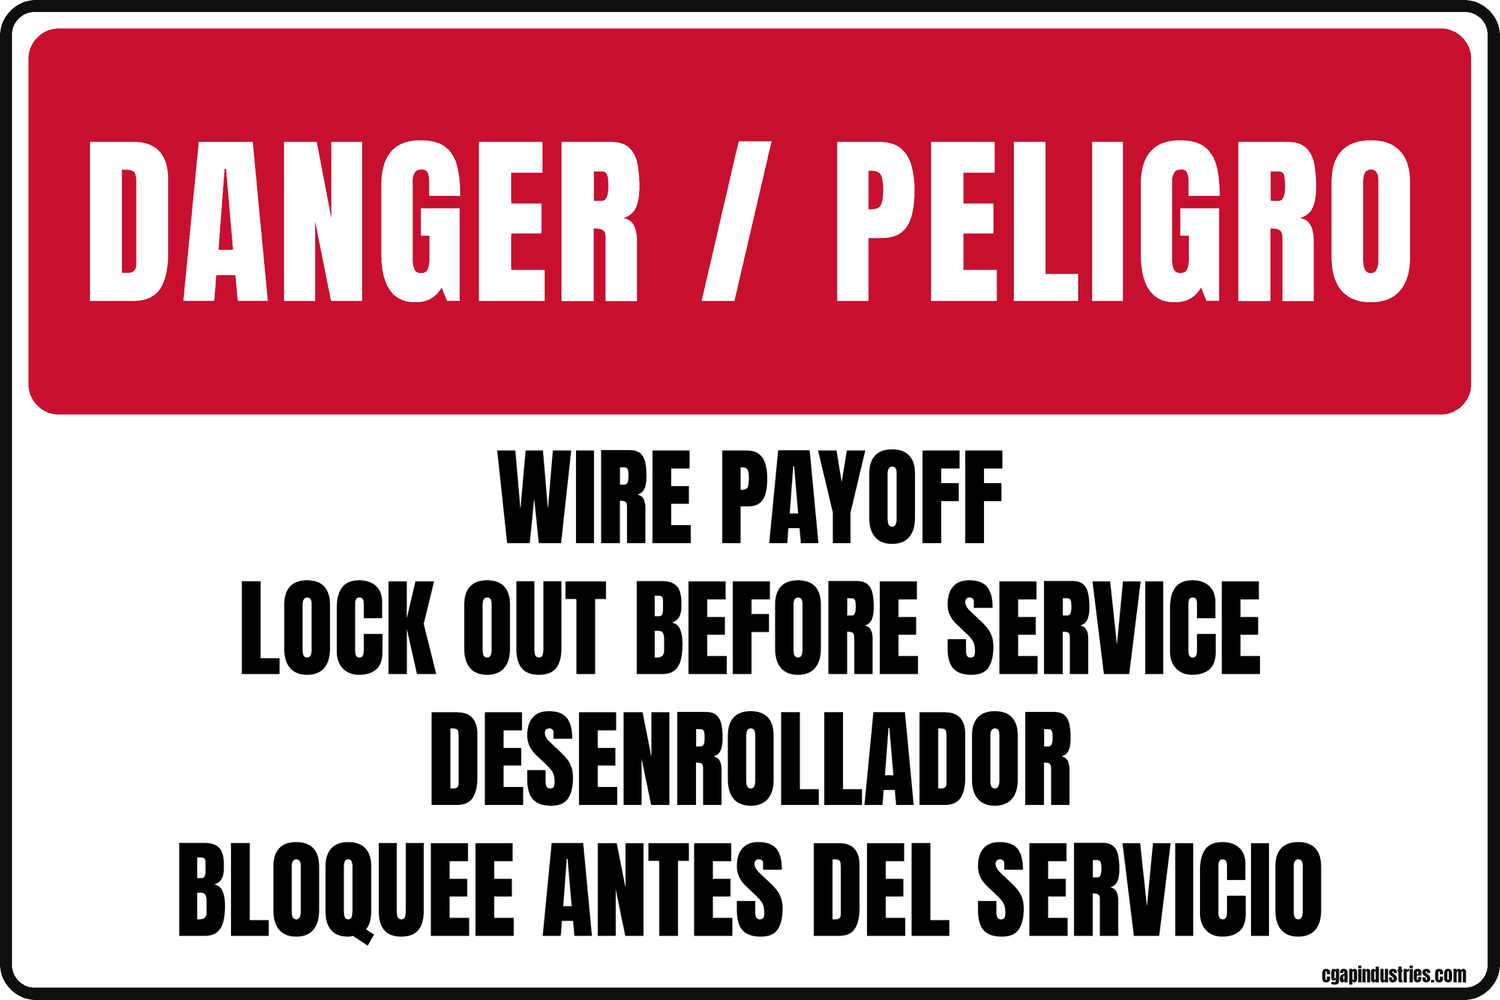 DANGER / PELIGRO
WIRE PAYOFF
LOCK OUT BEFORE SERVICE
DESENROLLADOR
BLOQUEE ANTES DEL SERVICIO
cgapindustries.com